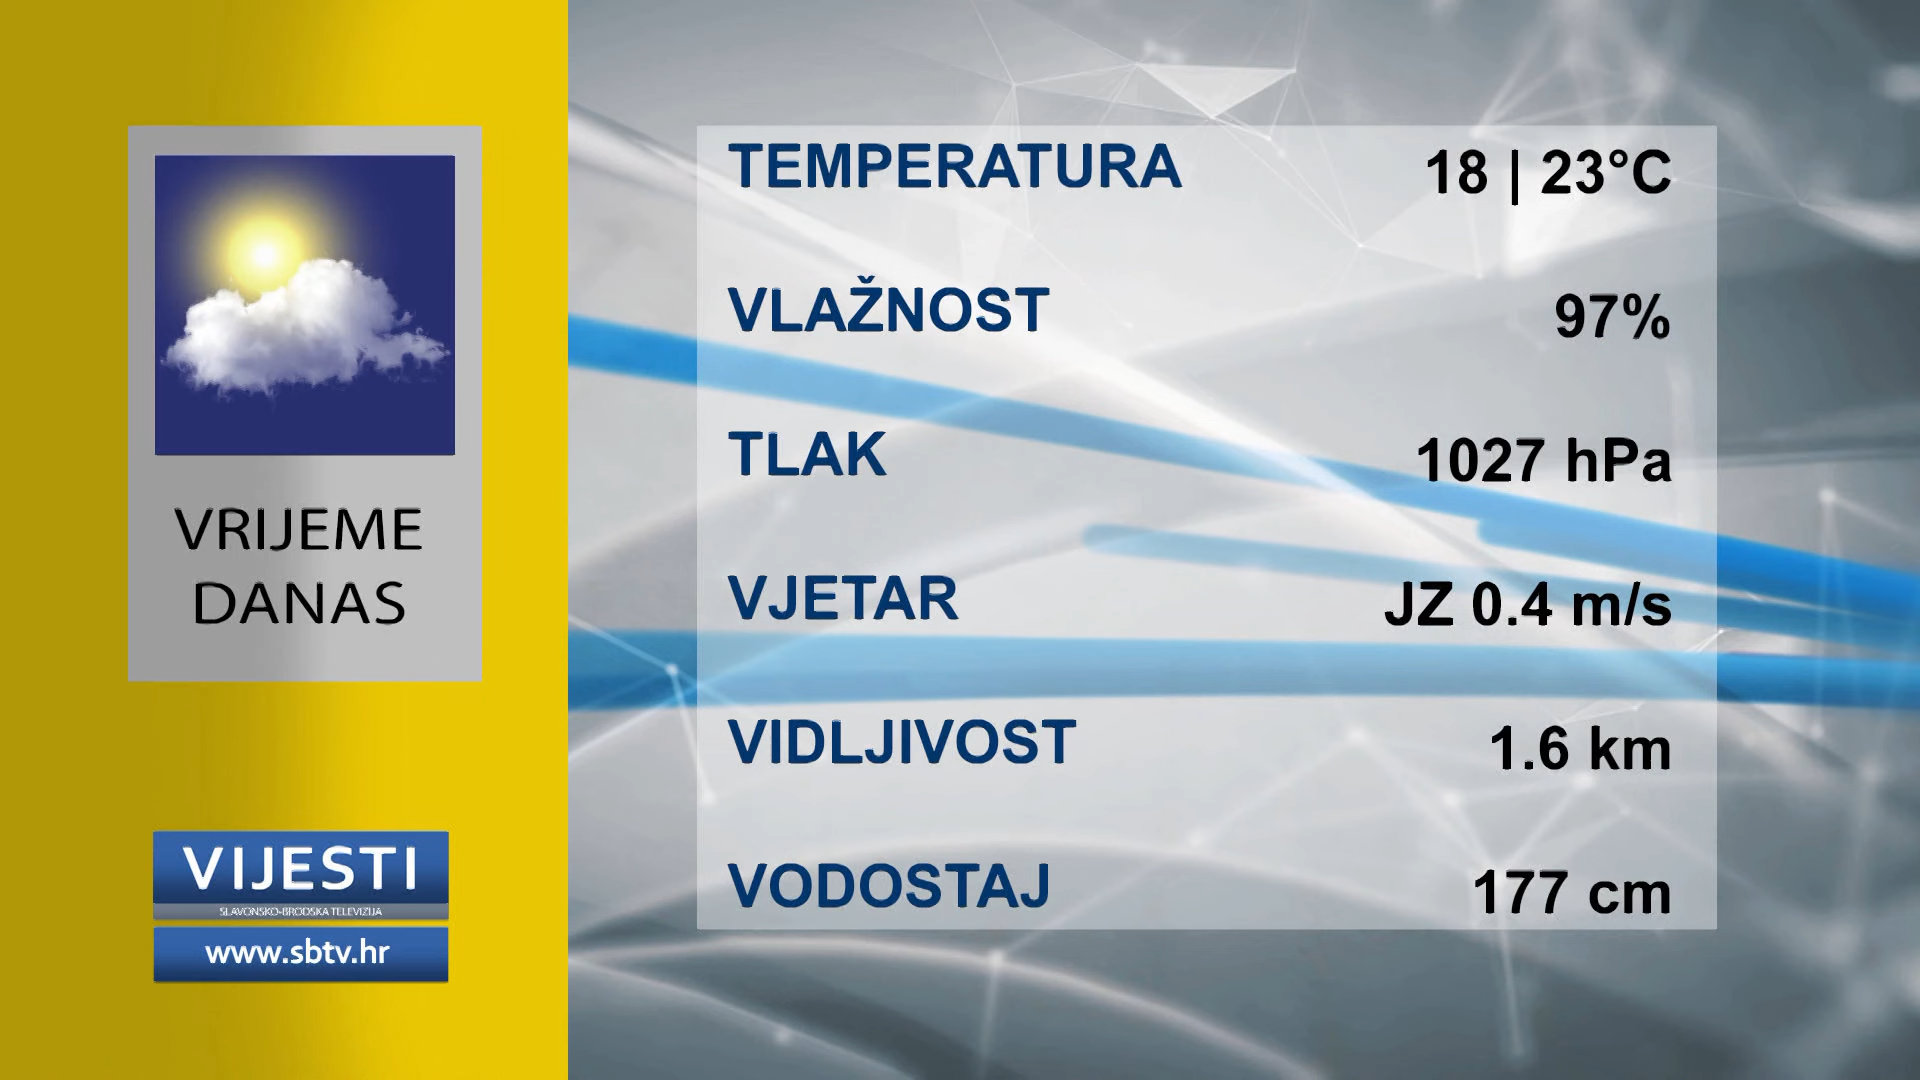 VRIJEME
DANAS
VIJESTI
SLAVONSKO-BRODSKA TELEVIZIJA
www.sbtv.hr
TEMPERATURA 18 | 23°C
VLAŽNOST 97%
TLAK 1027 hPa
VJETAR JZ 0.4 m/s
VIDLJIVOST 1.6 km
VODOSTAJ 177 cm